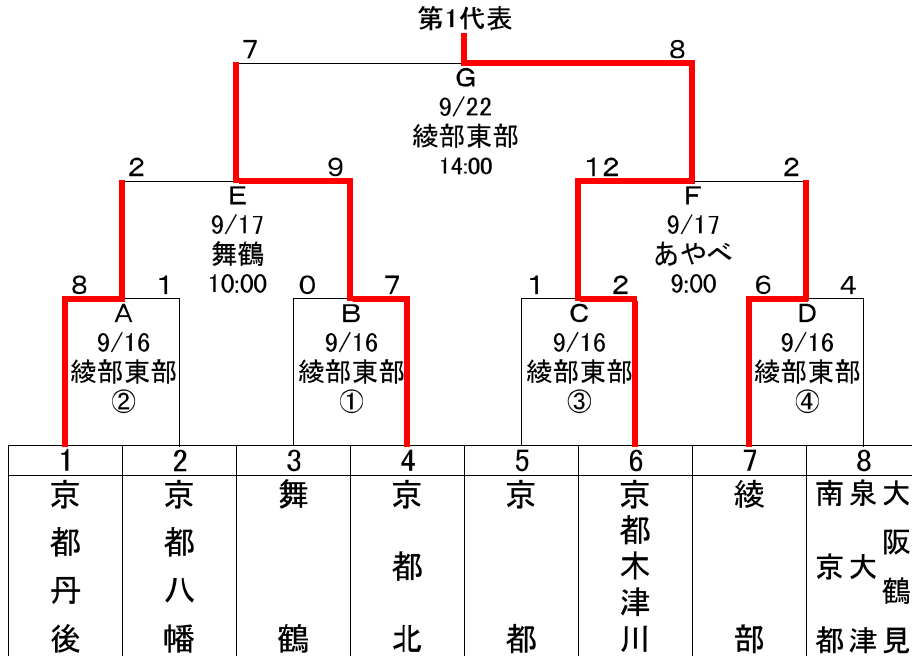 第1代表
7
8
G
9/22
綾部東部
14:00
2
9
12
2
E
9/17
舞鶴
10:00
F
9/17
あやべ
9:00
8
1
0
7
1
2
6
4
A
9/16
綾部東部
②
B
9/16
綾部東部
①
C
9/16
綾部東部
③
D
9/16
綾部東部
④
1
2
3
4
5
6
7
8
京都丹後
京都八幡
舞鶴
京都北
京都
京都木津川
綾部
大阪鶴見
泉大津
南京都